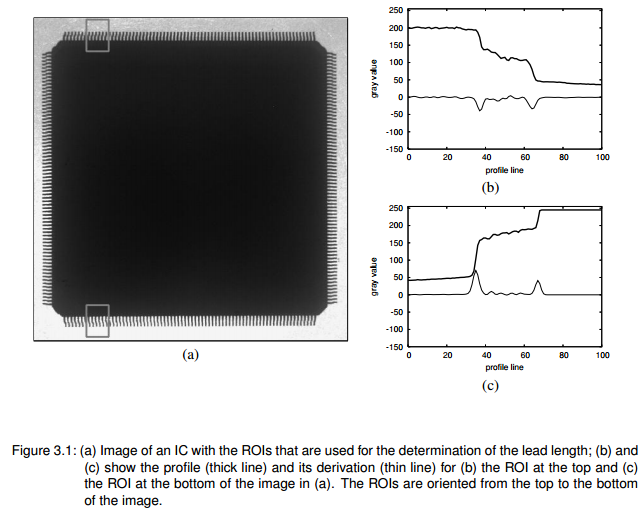 250
200
150
100
50
0
-50
-100
-150
gray value
0 20 40 60 80 100
profile line
(b)
250
200
150
100
50
0
-50
-100
-150
gray value
0 20 40 60 80 100
profile line
(a)
(c)
Figure 3.1: (a) Image of an IC with the ROIs that are used for the determination of the lead length; (b) and
(c) show the profile (thick line) and its derivation (thin line) for (b) the ROI at the top and (c)
the ROI at the bottom of the image in (a). The ROIs are oriented from the top to the bottom
of the image.